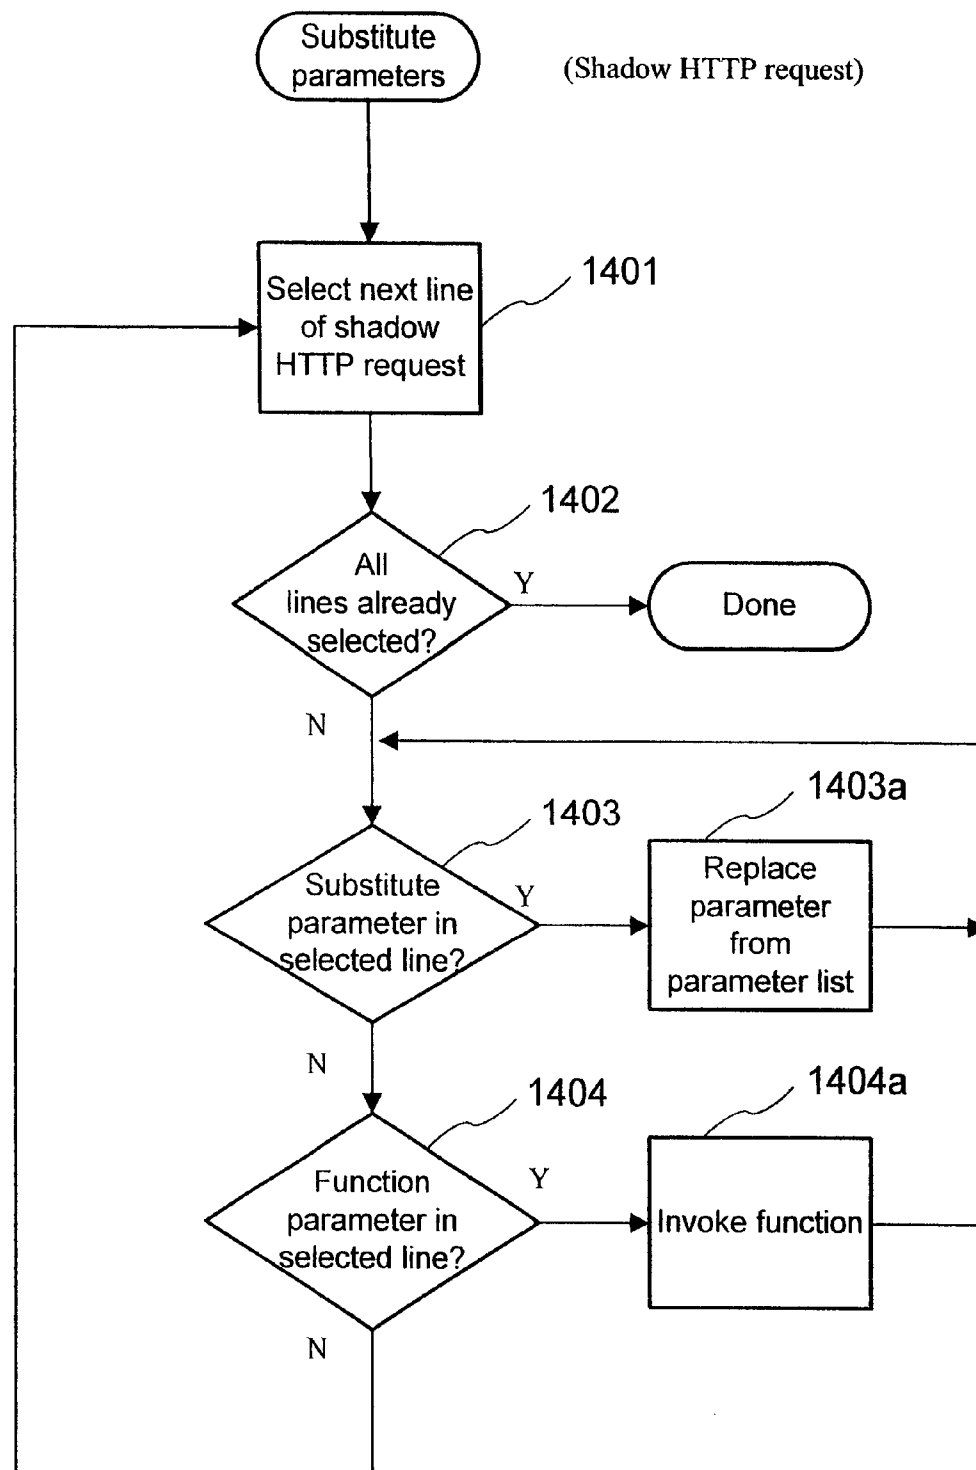 Substitute
parameters
(Shadow HTTP request)
1401
Select next line
of shadow
HTTP request
1402
All
lines already
selected?
Y
Done
N
1403a
1403
Replace
parameter
from
parameter list
Substitute
parameter in
selected line?
Y
N
1404a
1404
Function
parameter in
selected line?
Y
Invoke function
N